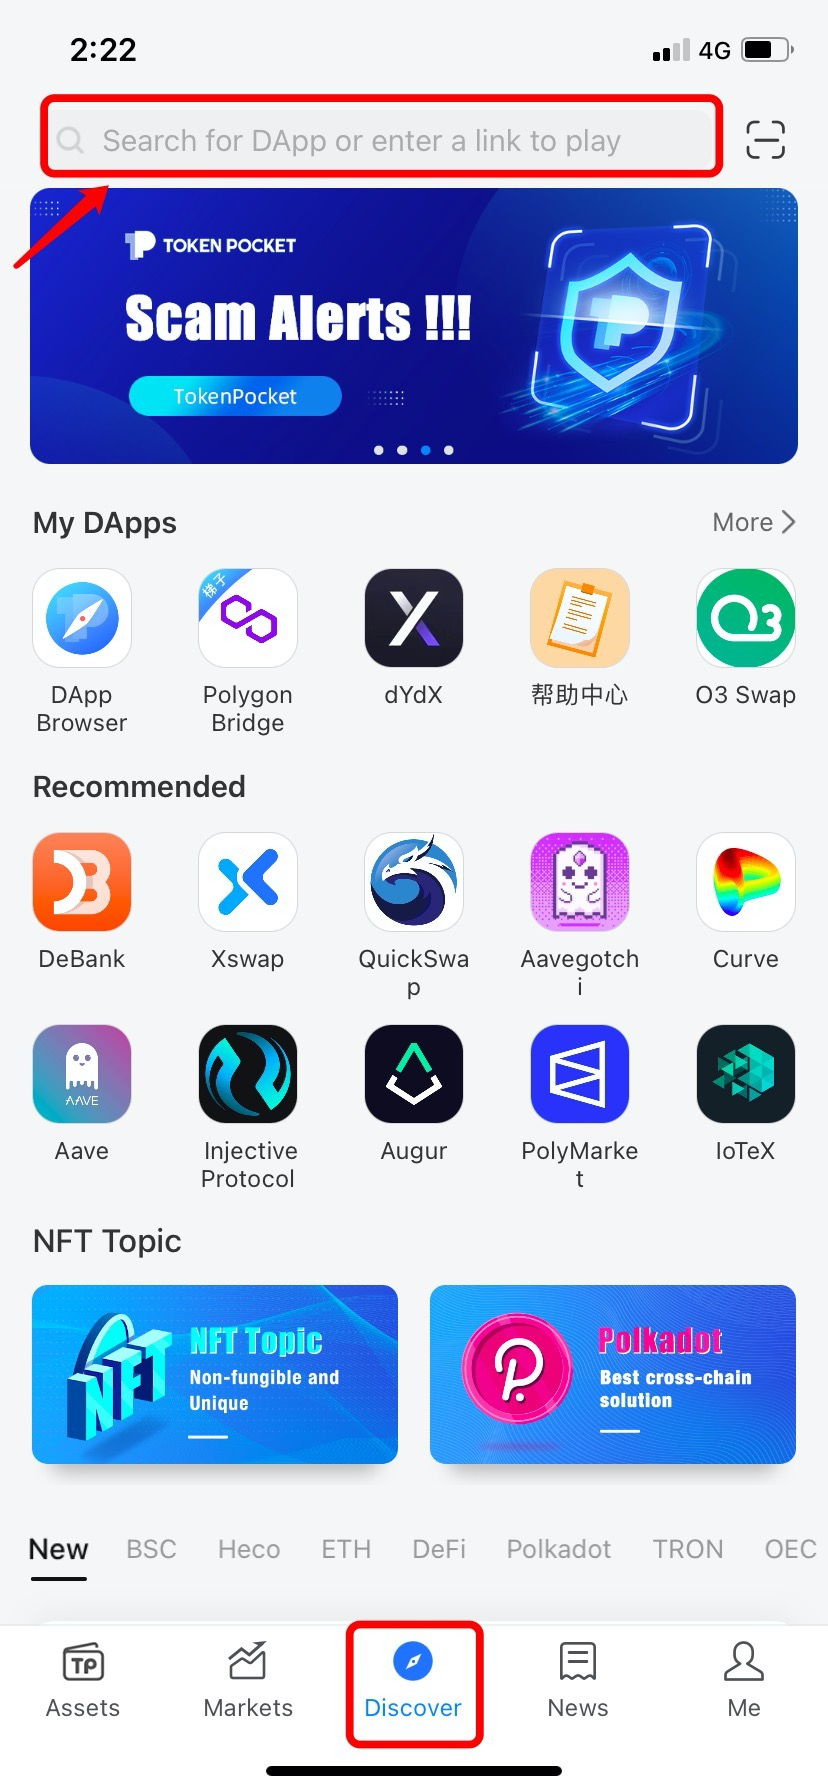 2:22
4G
Search for DApp or enter a link to play
TOKEN POCKET
Scam Alerts !!!
TokenPocket
My DApps
More
梯子
DApp
Browser
Polygon
Bridge
dYdX
帮助中心
O3 Swap
Recommended
DeBank
Xswap
QuickSwa
p
Aavegotch
i
Curve
AAVE
Aave
Injective
Protocol
Augur
PolyMarke
t
IoTeX
NFT Topic
NFT
NFT Topic
Non-fungible and
Unique
Polkadot
Best cross-chain
solution
New
BSC
Heco
ETH
DeFi
Polkadot
TRON
OEC
TP
Assets
Markets
Discover
News
Me